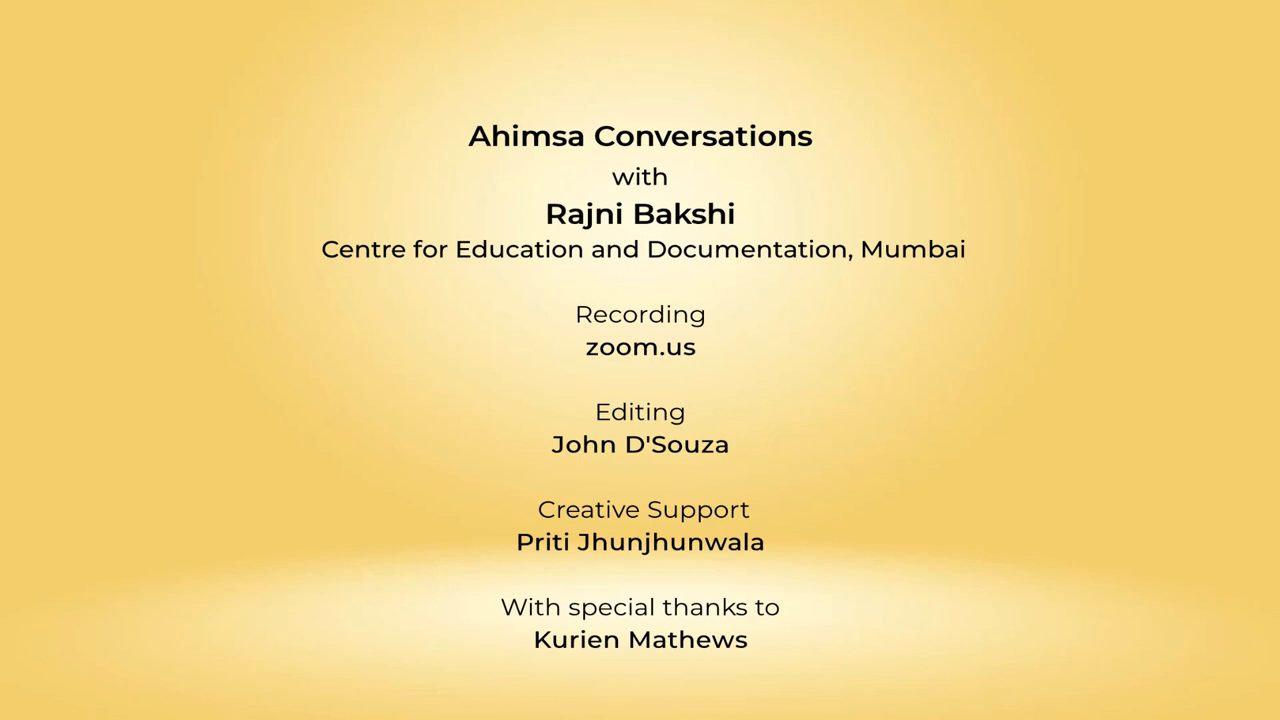 Ahimsa Conversations
with
Rajni Bakshi
Centre for Education and Documentation, Mumbai
Recording
zoom.us
Editing
John D'Souza
Creative Support
Priti Jhunjhunwala
With special thanks to
Kurien Mathews